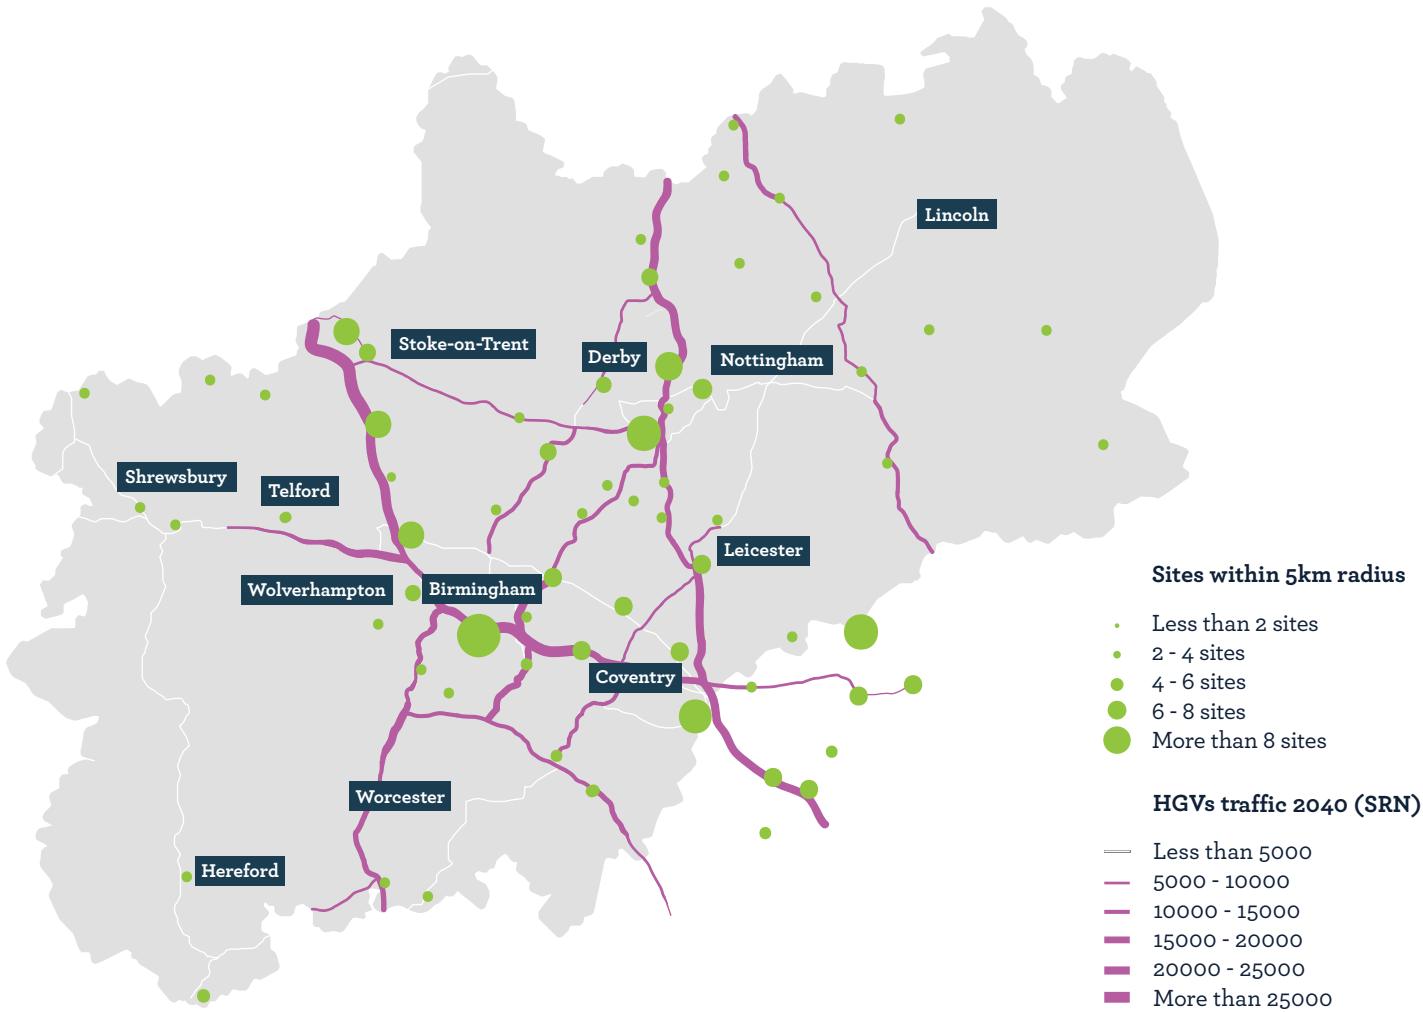 Lincoln
Stoke-on-Trent
Derby
Nottingham
Shrewsbury
Telford
Leicester
Wolverhampton
Birmingham
Coventry
Worcester
Hereford
Sites within 5km radius
Less than 2 sites
2 - 4 sites
4 - 6 sites
6 - 8 sites
More than 8 sites
HGVs traffic 2040 (SRN)
Less than 5000
5000 - 10000
10000 - 15000
15000 - 20000
20000 - 25000
More than 25000